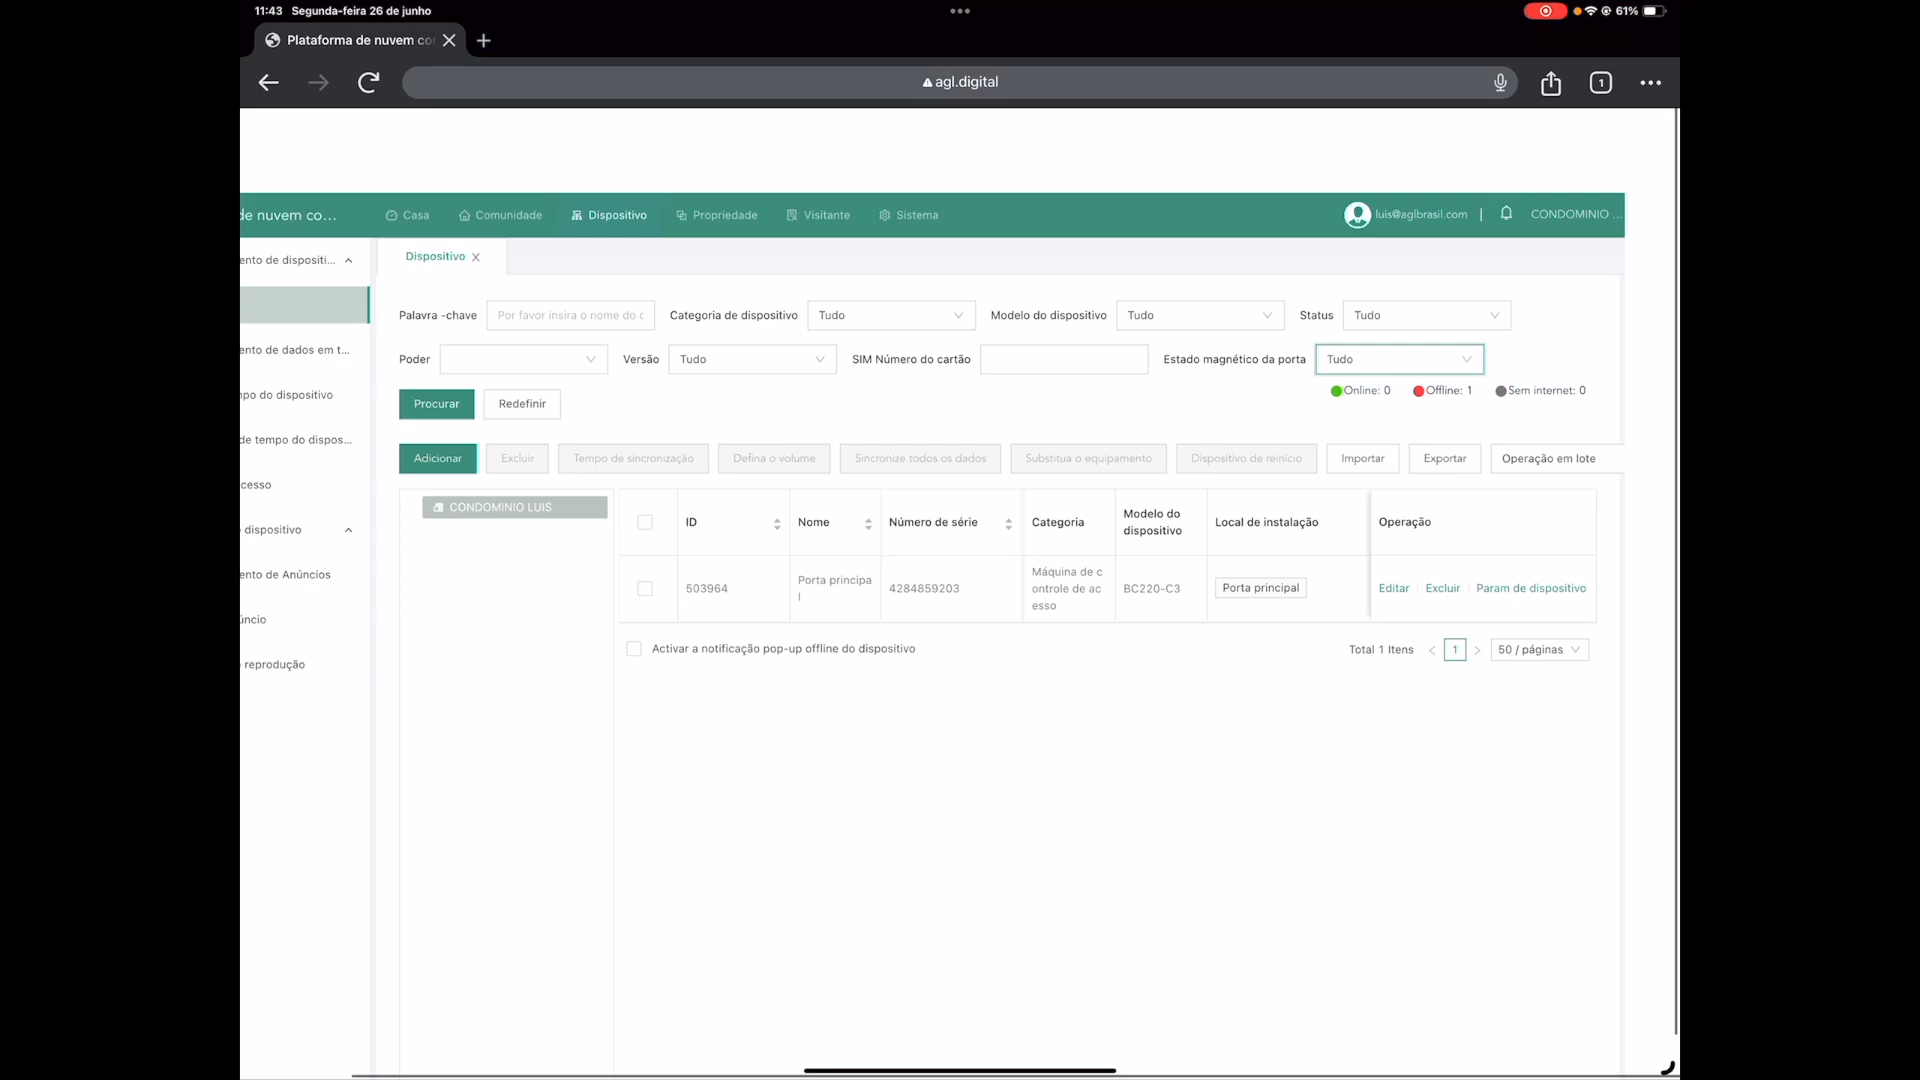 11:43 Segunda-feira 26 de junho
61%
Plataforma de nuvem co
agl.digital
1
de nuvem co...
Casa
Comunidade
Dispositivo
Propriedade
Visitante
Sistema
luis@aglbrasil.com | CONDOMINIO ...
ento de dispositi...
Dispositivo
Palavra -chave
Por favor insira o nome do
Categoria de dispositivo
Tudo
Modelo do dispositivo
Tudo
Status
Tudo
ento de dados em t...
Poder
Versão
Tudo
SIM Número do cartão
Estado magnético da porta
Tudo
mpo do dispositivo
Procurar
Redefinir
Online: 0
Offline: 1
Sem internet: 0
de tempo do dispos...
Adicionar
Excluir
Tempo de sincronização
Defina o volume
Sincronize todos os dados
Substitua o equipamento
Dispositivo de reinício
Importar
Exportar
Operação em lote
cesso
CONDOMINIO LUIS
ID
Nome
Número de série
Categoria
Modelo do
dispositivo
Local de instalação
Operação
dispositivo
ento de Anúncios
503964
Porta principa
l
4284859203
Máquina de c
ontrole de ac
esso
BC220-C3
Porta principal
Editar
Excluir
Param de dispositivo
úncio
reprodução
Activar a notificação pop-up offline do dispositivo
Total 1 Itens
< 1 >
50 / páginas